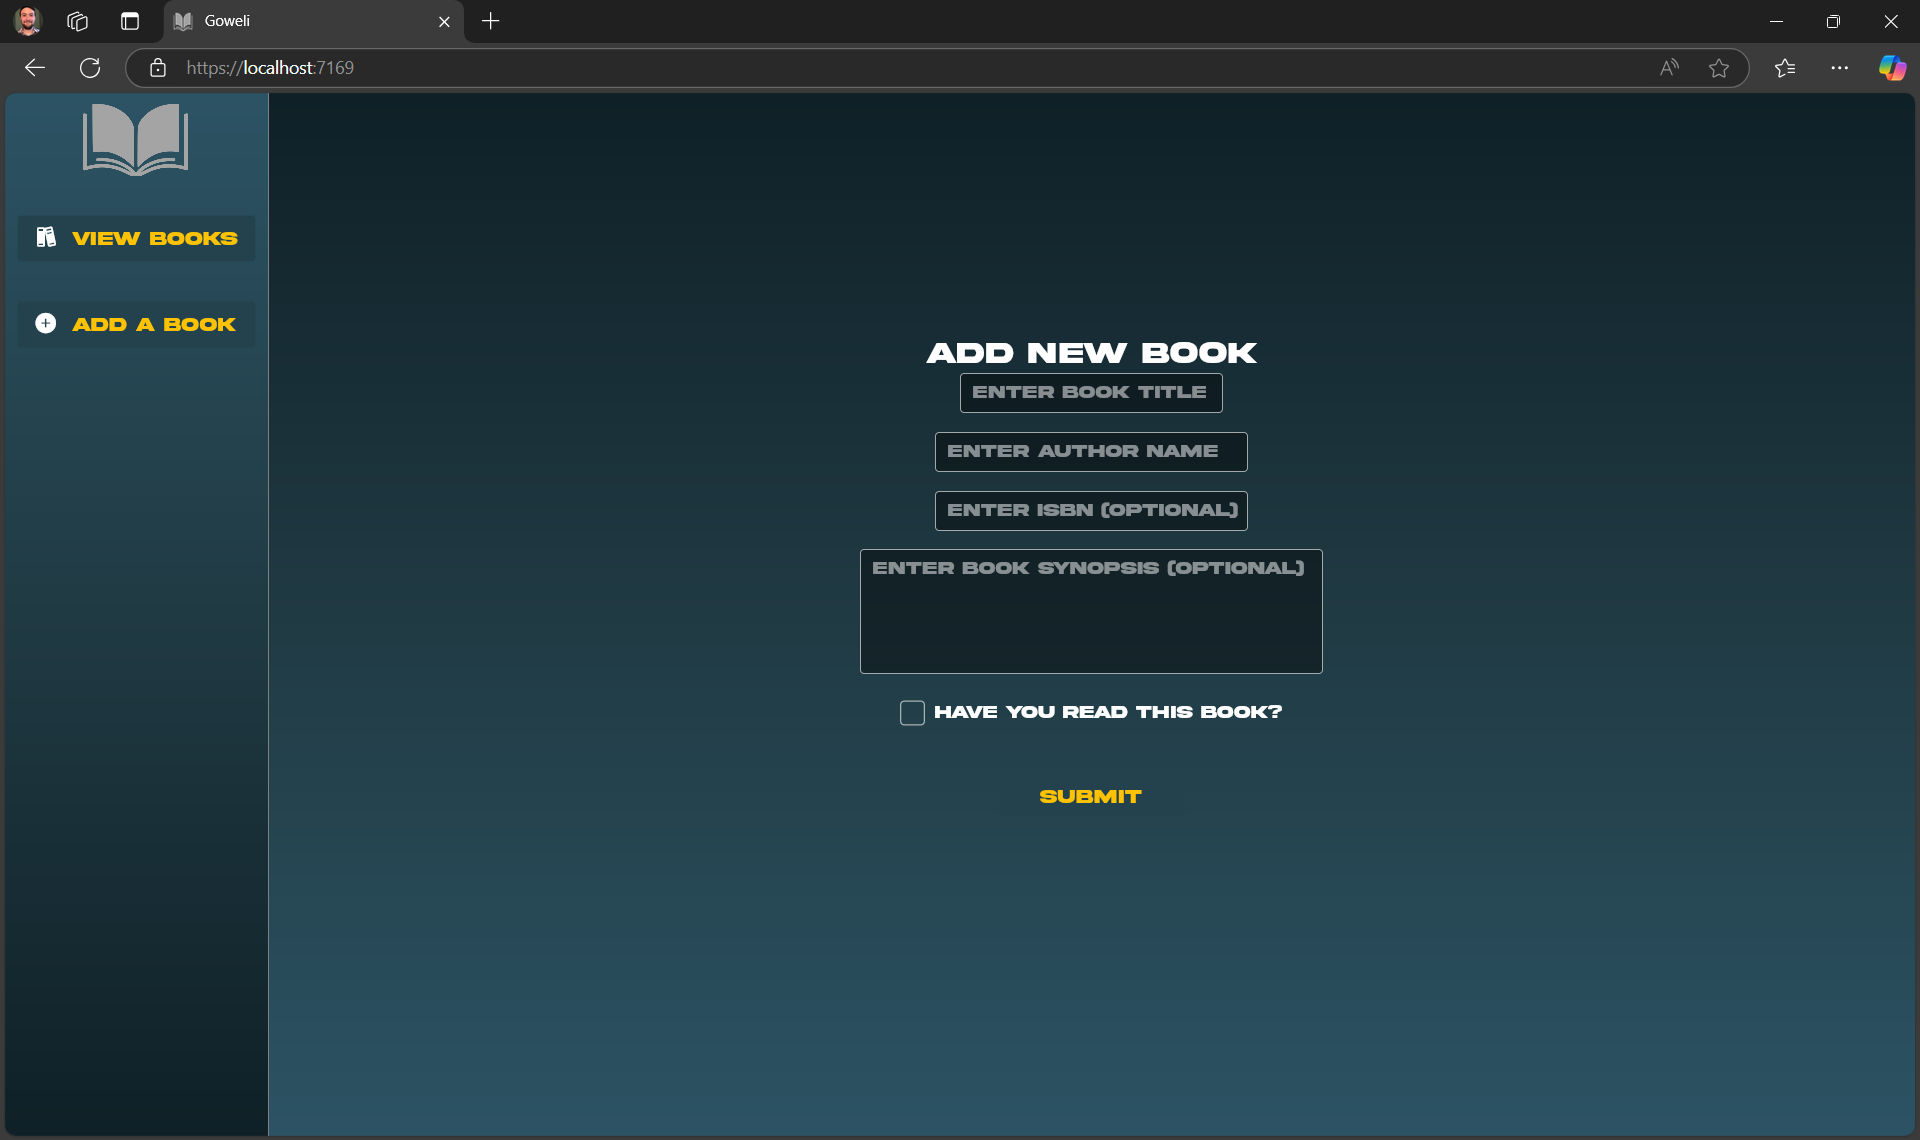 Goweli
https://localhost:7169
VIEW BOOKS
ADD A BOOK
ADD NEW BOOK
ENTER BOOK TITLE
ENTER AUTHOR NAME
ENTER ISBN (OPTIONAL)
ENTER BOOK SYNOPSIS (OPTIONAL)
HAVE YOU READ THIS BOOK?
SUBMIT